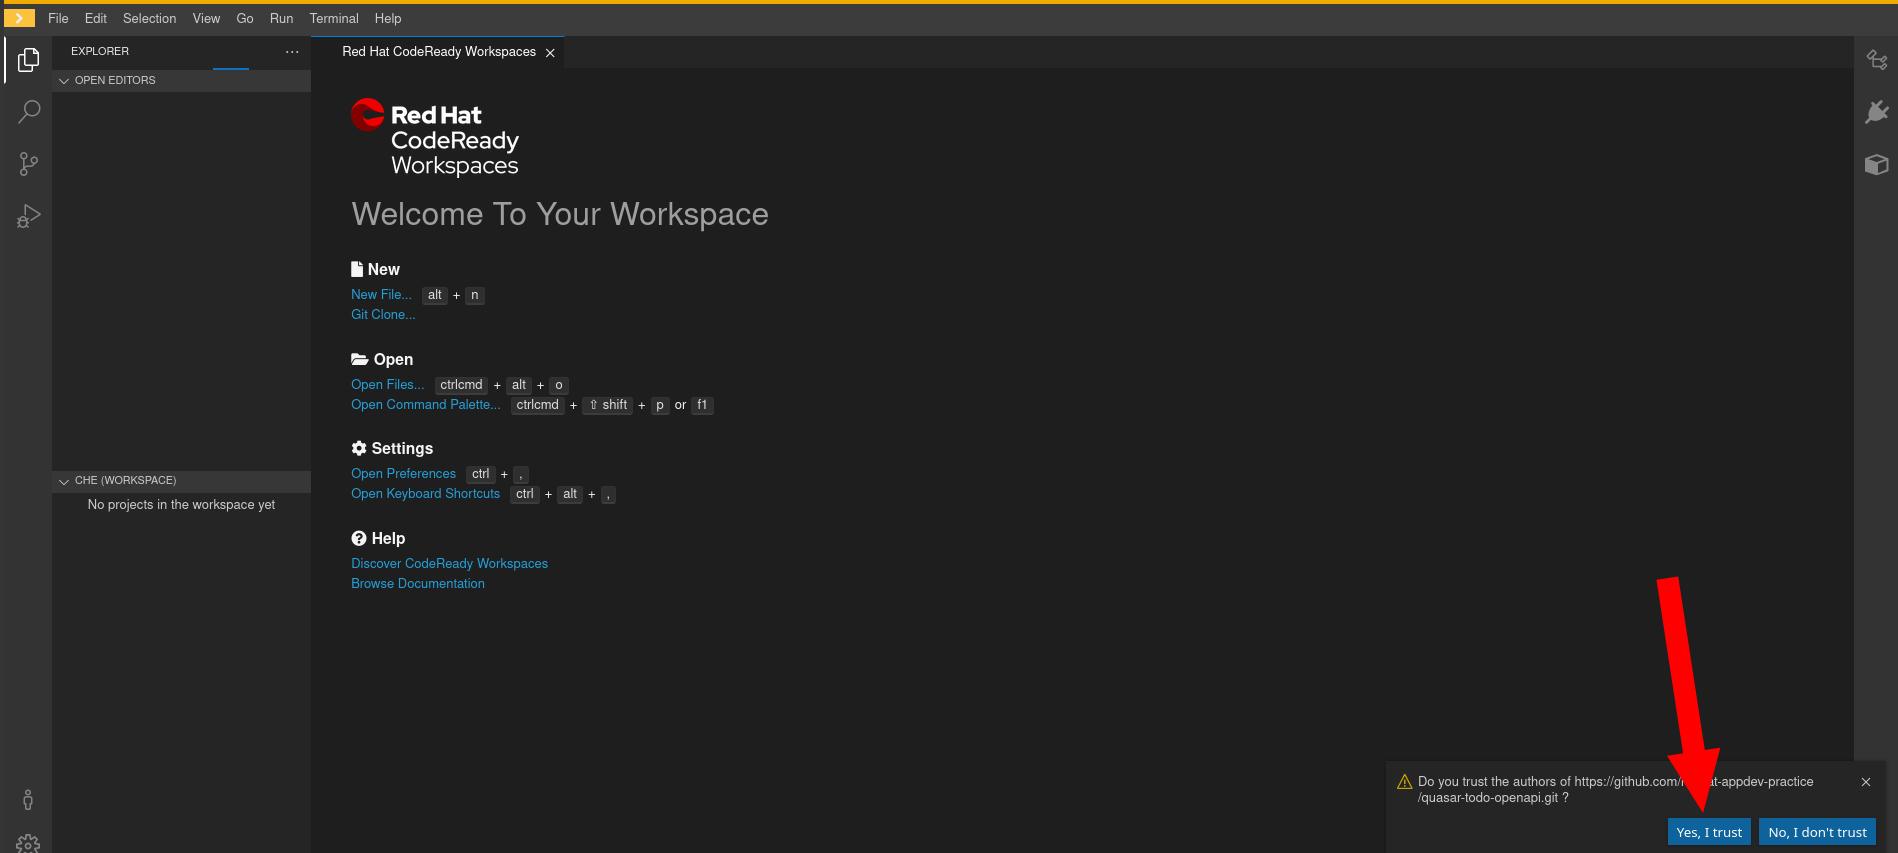 File Edit Selection View Go Run Terminal Help
EXPLORER
OPEN EDITORS
CHE (WORKSPACE)
No projects in the workspace yet
Red Hat CodeReady Workspaces
Red Hat
CodeReady
Workspaces
Welcome To Your Workspace
New
New File... alt + n
Git Clone...
Open
Open Files... ctrlcmd + alt + o
Open Command Palette... ctrlcmd + ⇧ shift + p or f1
Settings
Open Preferences ctrl + ,
Open Keyboard Shortcuts ctrl + alt + ,
Help
Discover CodeReady Workspaces
Browse Documentation
Do you trust the authors of https://github.com/ at-appdev-practice
/quasar-todo-openapi.git ?
Yes, I trust No, I don't trust